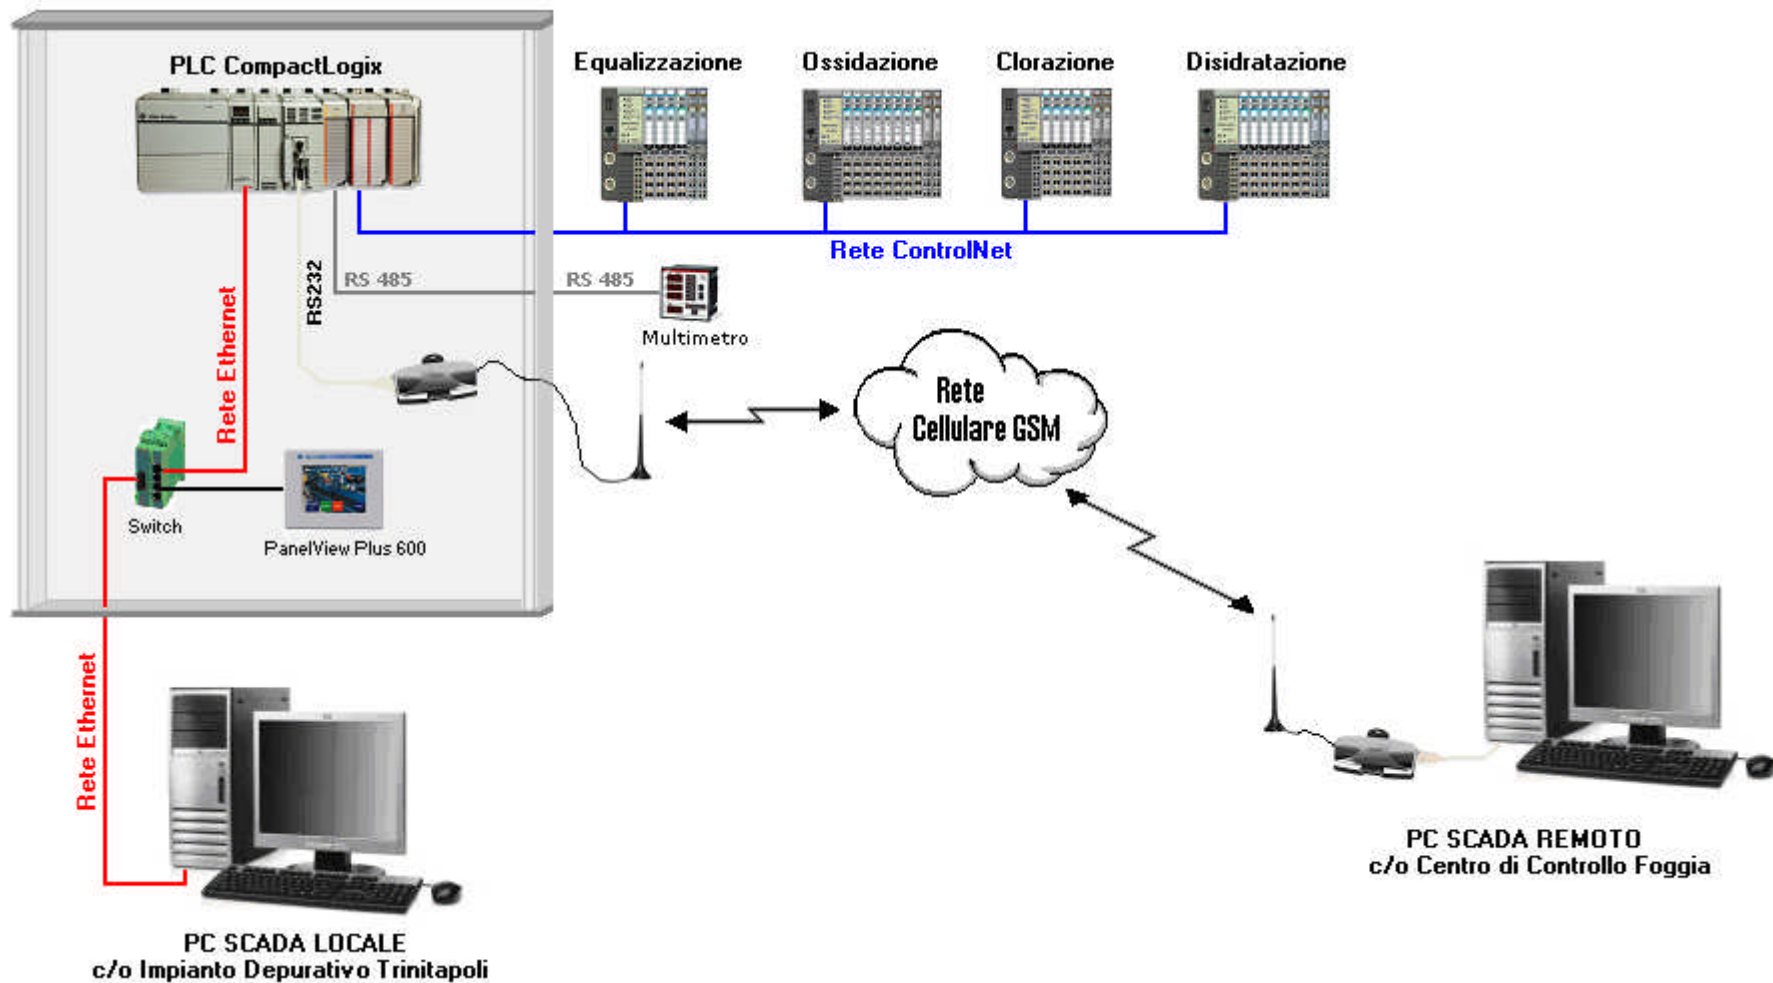 PLC CompactLogix
Equalizzazione
Ossidazione
Clorazione
Disidratazione
Rete ControlNet
RS 485
RS 485
RS232
Rete Ethernet
Multimetro
Rete
Cellulare GSM
Switch
PanelView Plus 600
Rete Ethernet
PC SCADA REMOTO
c/o Centro di Controllo Foggia
PC SCADA LOCALE
c/o Impianto Depurativo Trinitapoli